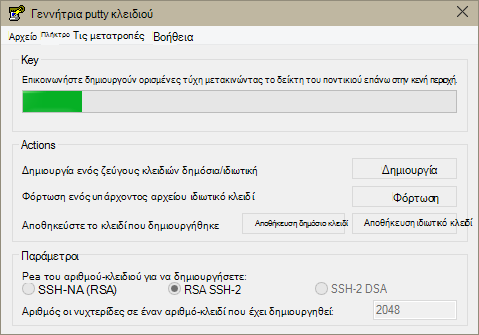 Γεννήτρια putty κλειδιού
Αρχείο Πλήκτρο Τις μετατροπές Βοήθεια
Key
Επικοινωνήστε δημιουργούν ορισμένες τύχη μετακινώντας το δείκτη του ποντικιού επάνω στην κενή περιοχή.
Actions
Δημιουργία ενός ζεύγους κλειδιών δημόσια/ιδιωτική
Δημιουργία
Φόρτωση ενός υπάρχοντος αρχείου ιδιωτικό κλειδί
Φόρτωση
Αποθηκεύστε το κλειδί που δημιουργήθηκε
Αποθήκευση δημόσιο κλειδί
Αποθήκευση ιδιωτικό κλειδί
Παράμετροι
Pea του αριθμού-κλειδιού για να δημιουργήσετε:
SSH-NA (RSA) RSA SSH-2 SSH-2 DSA
Αριθμός οι νυχτερίδες σε έναν αριθμό-κλειδί που έχει δημιουργηθεί: 2048